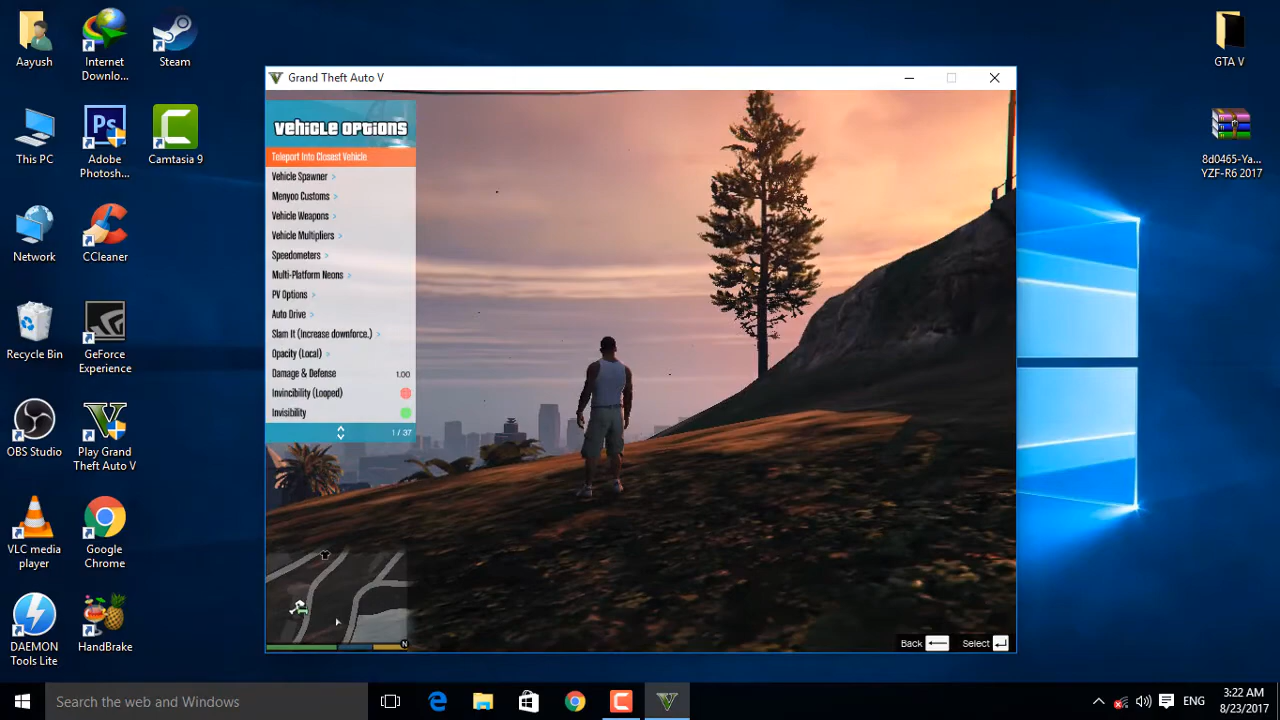 Aayush
Internet
Downlo...
Steam
This PC
Adobe
Photosh...
Camtasia 9
Network
CCleaner
Recycle Bin
GeForce
Experience
OBS Studio
Play Grand
Theft Auto V
VLC media
player
Google
Chrome
DAEMON
Tools Lite
HandBrake
Grand Theft Auto V
Vehicle Options
Teleport Into Closest Vehicle
Vehicle Spawner >
Menyoo Customs >
Vehicle Weapons >
Vehicle Multipliers >
Speedometers >
Multi-Platform Neons >
PV Options >
Auto Drive >
Slam It (Increase downforce.) >
Opacity (Local) >
Damage & Defense 1.00
Invincibility (Looped)
Invisibility
1 / 37
N
Back
Select
GTA V
8d0465-Ya...
YZF-R6 2017
Search the web and Windows
ENG
3:22 AM
8/23/2017